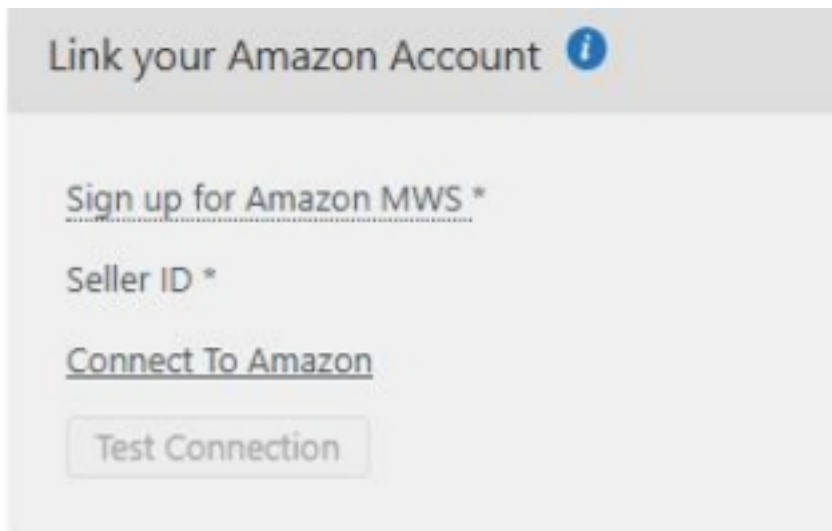 Link your Amazon Account i
Sign up for Amazon MWS *
Seller ID *
Connect To Amazon
Test Connection